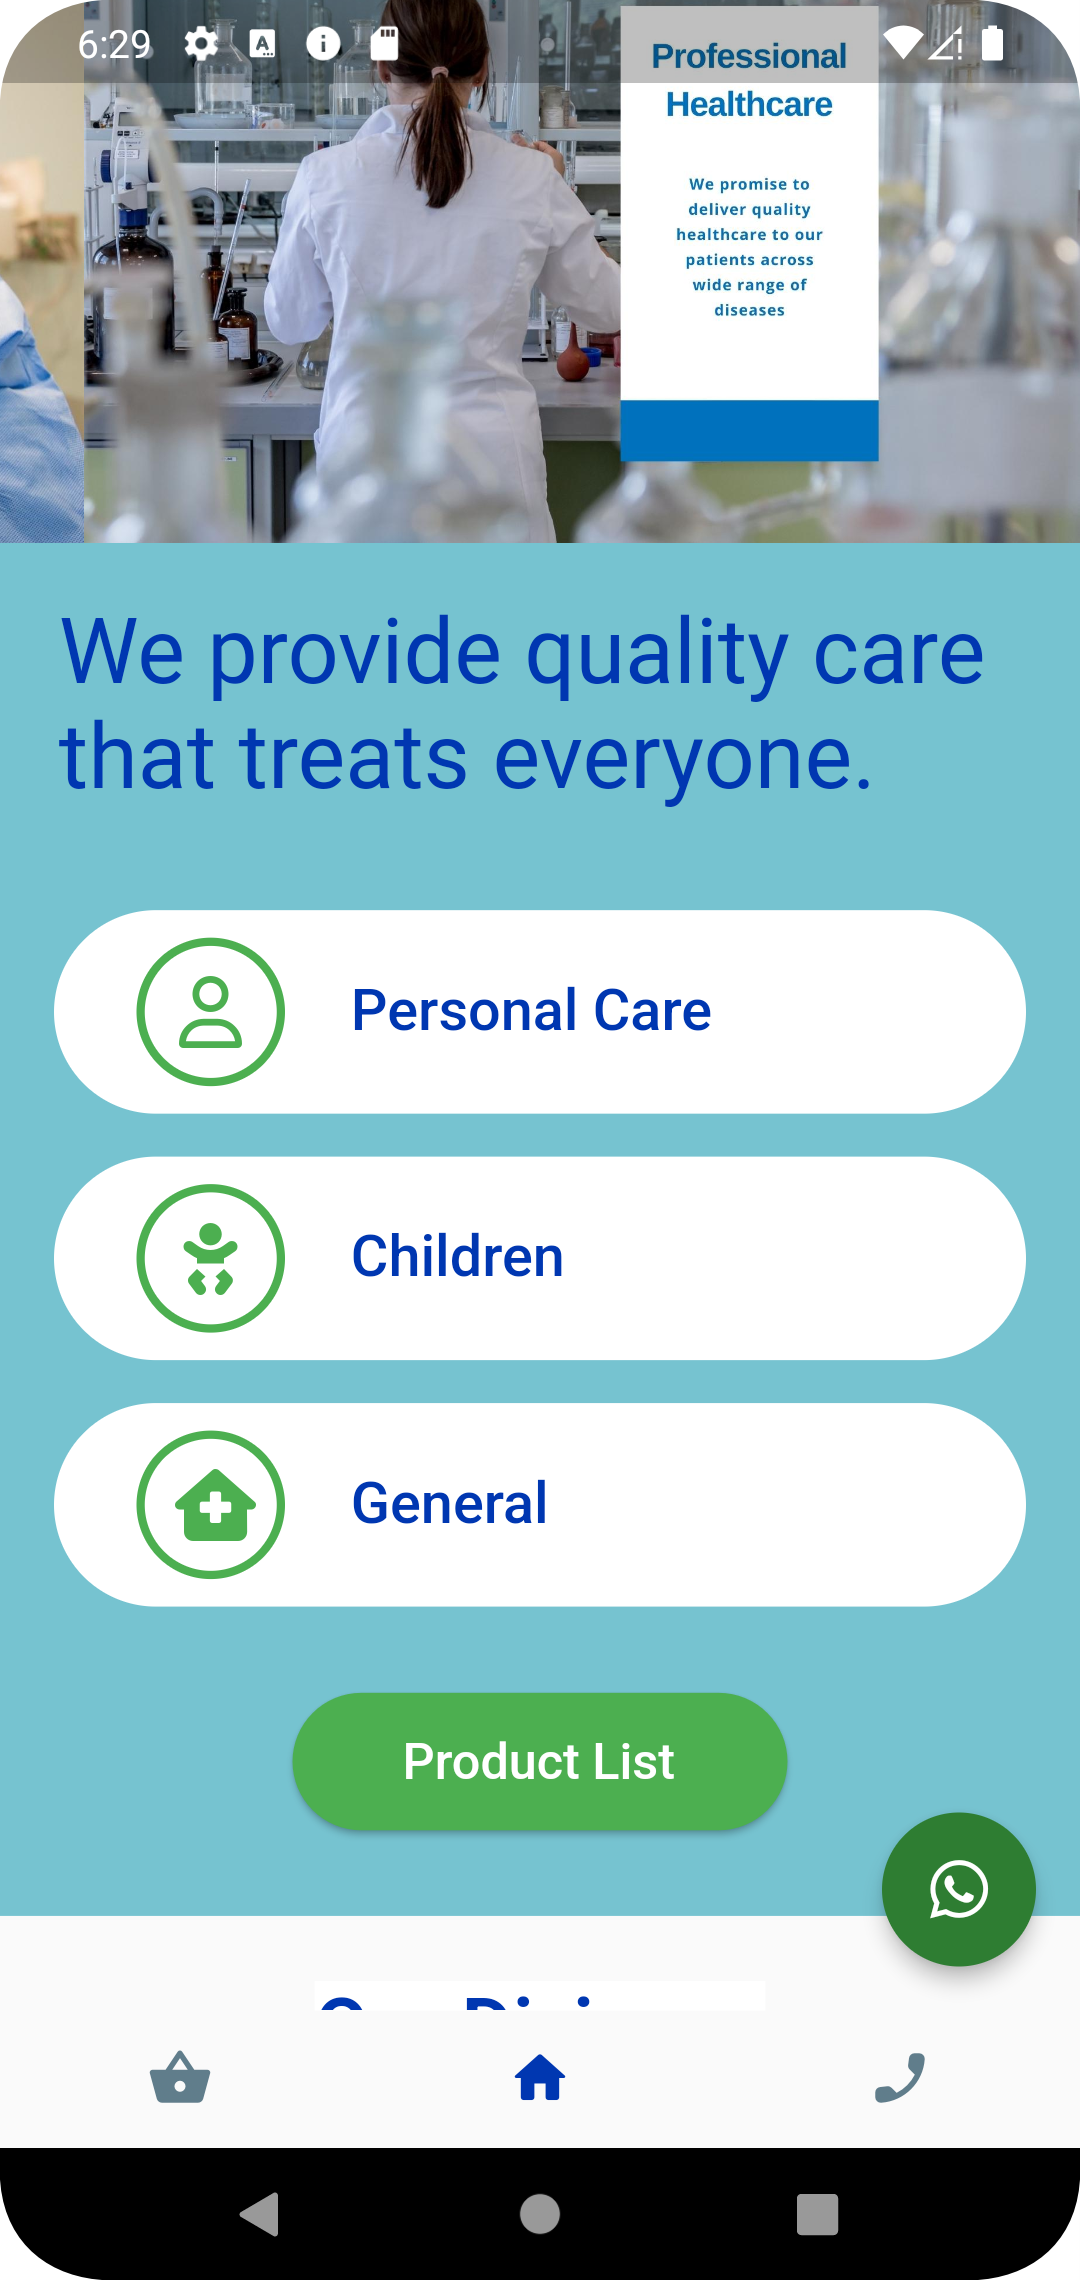 6:29
Professional
Healthcare
We promise to
deliver quality
healthcare to our
patients across
wide range of
diseases
We provide quality care
that treats everyone.
Personal Care
Children
General
Product List